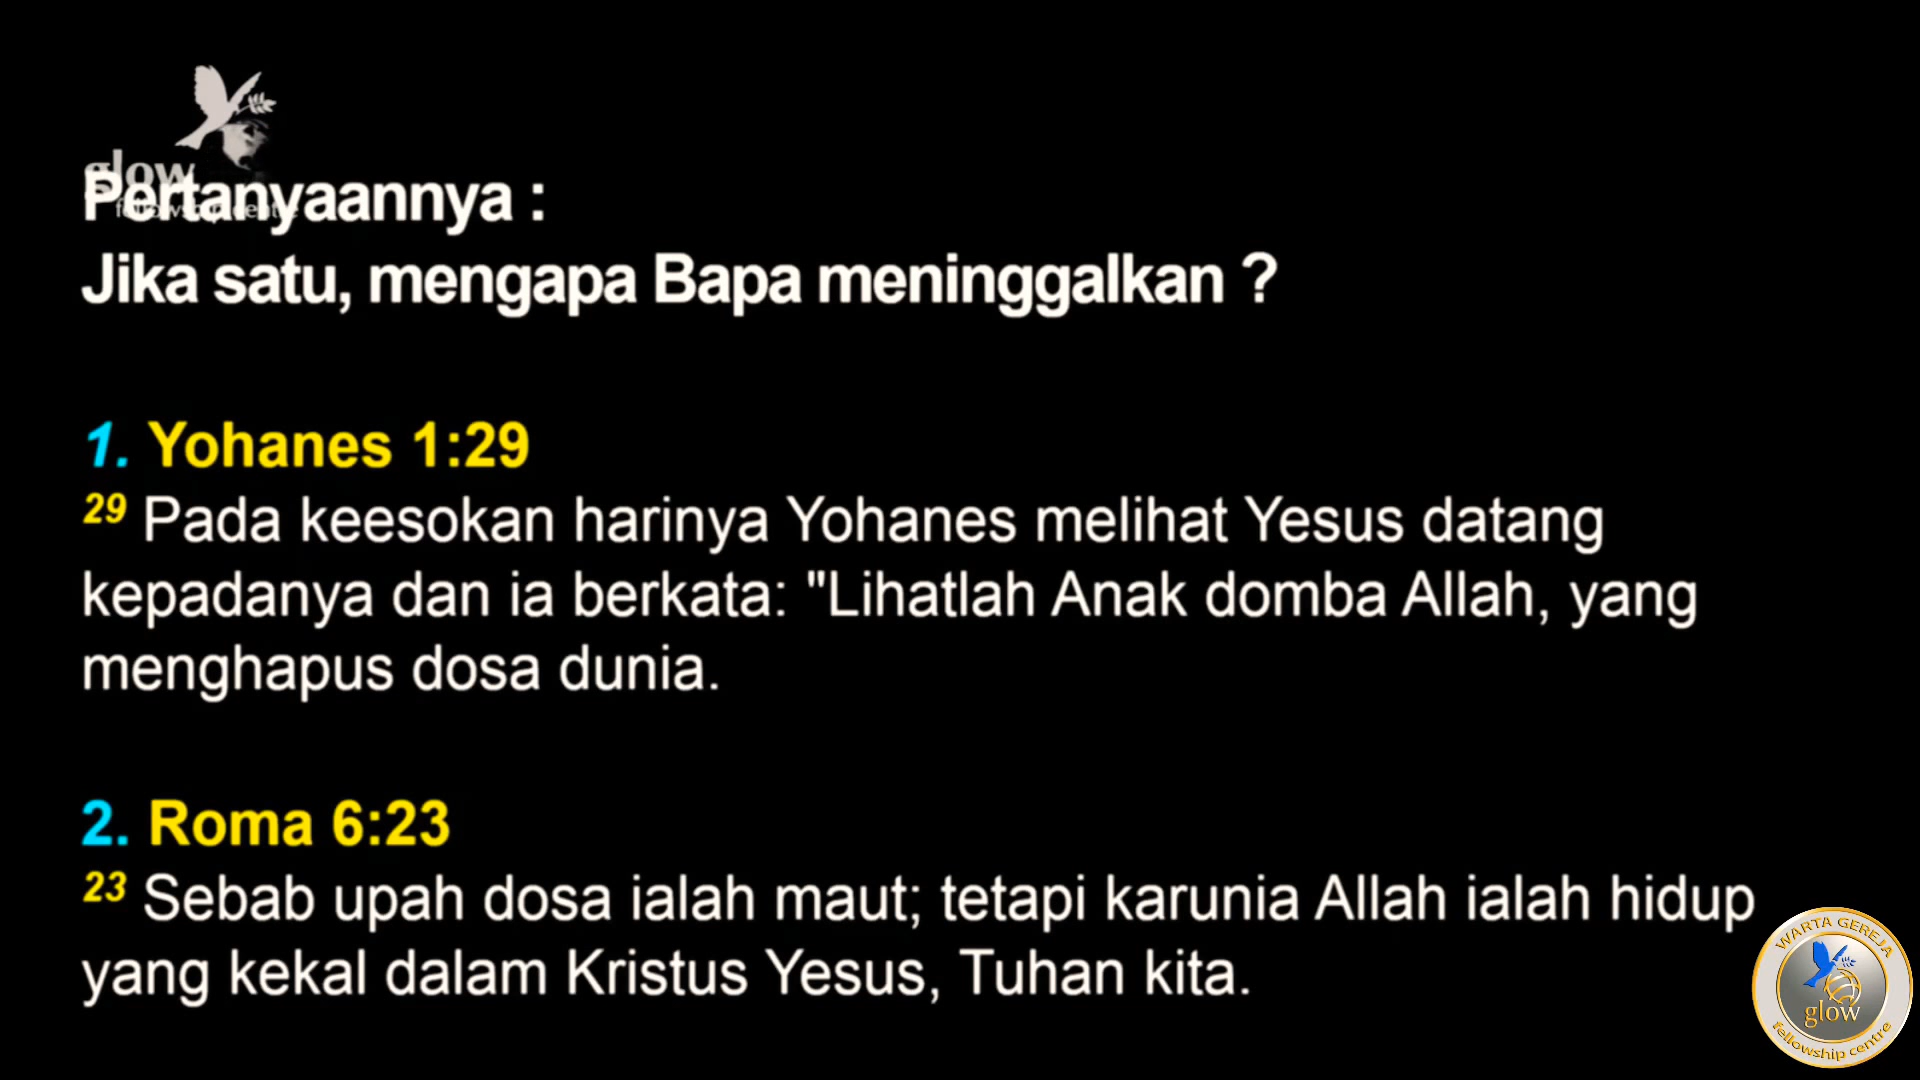 glow
fellowship centre
Pertanyaannya :
Jika satu, mengapa Bapa meninggalkan ?
1. Yohanes 1:29
29 Pada keesokan harinya Yohanes melihat Yesus datang
kepadanya dan ia berkata: "Lihatlah Anak domba Allah, yang
menghapus dosa dunia.
2. Roma 6:23
23 Sebab upah dosa ialah maut; tetapi karunia Allah ialah hidup
yang kekal dalam Kristus Yesus, Tuhan kita.
WARTA GEREJA
glow
fellowship centre